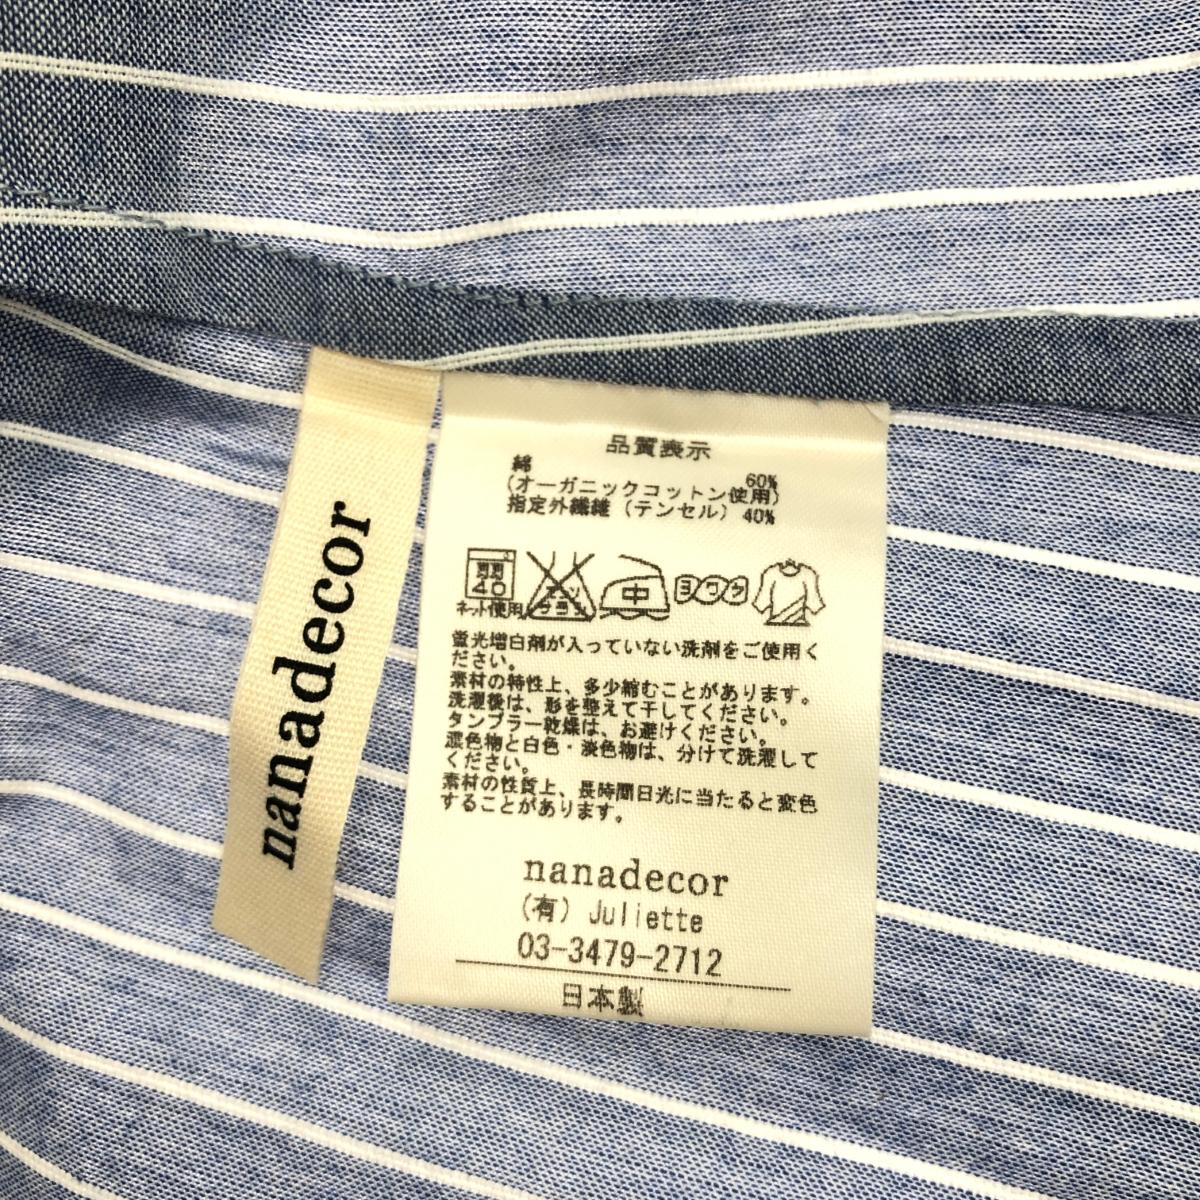 nanadecor
品質表示
綿 60%
(オーガニックコットン使用)
指定外繊維（テンセル） 40%
40
中
ヨワク
ネット使用
蛍光増白剤が入っていない洗剤をご使用く
ださい。
素材の特性上、多少縮むことがあります。
洗濯後は、形を整えて干してください。
タンブラー乾燥は、お避けください。
濃色物と白色・淡色物は、分けて洗濯して
ください。
素材の性質上、長時間日光に当たると変色
することがあります。
nanadecor
(有) Juliette
03-3479-2712
日本製